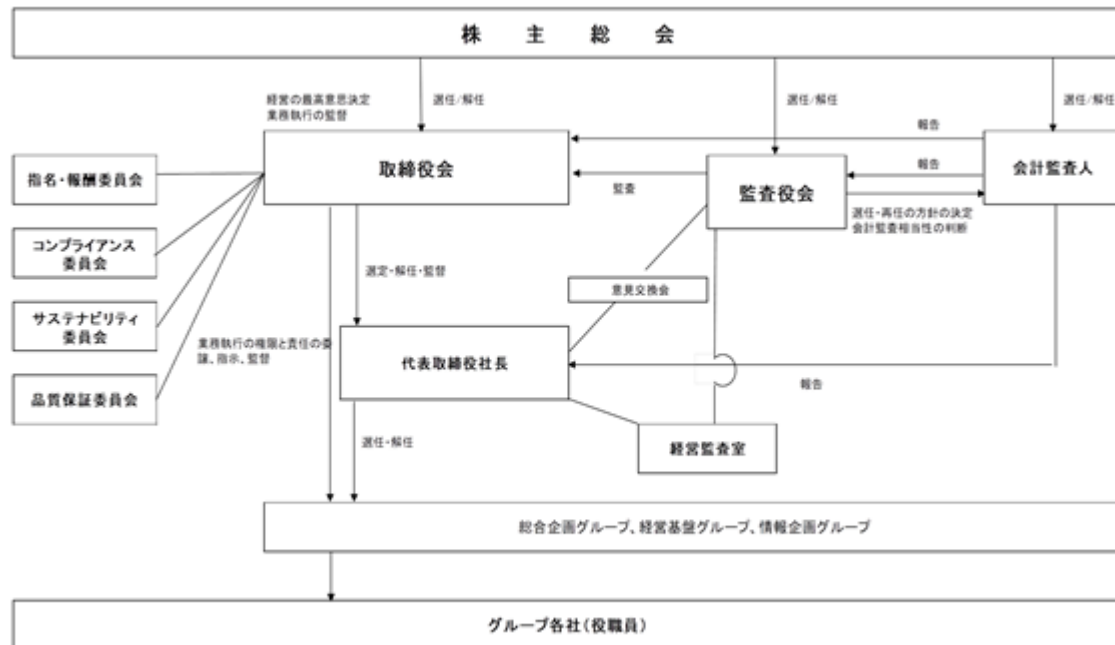 株 主 総 会
経営の最高意思決定
業務執行の監督
選任/解任
選任/解任
選任/解任
取締役会
報告
報告
会計監査人
監査
監査役会
選任・再任の方針の決定
会計監査相当性の判断
指名・報酬委員会
コンプライアンス
委員会
サステナビリティ
委員会
品質保証委員会
選定・解任・監督
意見交換会
業務執行の権限と責任の委
譲、指示、監督
代表取締役社長
報告
選任・解任
経営監査室
総合企画グループ、経営基盤グループ、情報企画グループ
グループ各社(役職員)